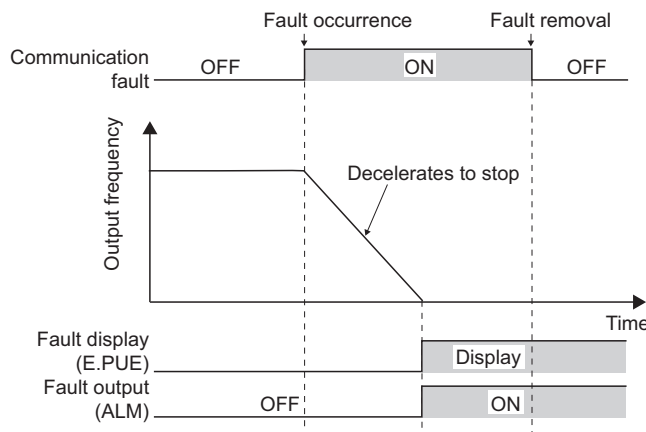 Fault occurrence
Fault removal
Communication
fault
OFF
ON
OFF
Output frequency
Decelerates to stop
Time
Fault display
(E.PUE)
Display
Fault output
(ALM)
OFF
ON